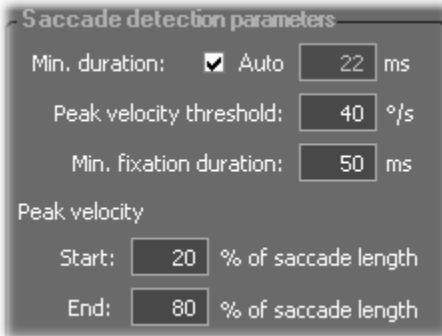 Saccade detection parameters
Min. duration: Auto 22 ms
Peak velocity threshold: 40 °/s
Min. fixation duration: 50 ms
Peak velocity
Start: 20 % of saccade length
End: 80 % of saccade length